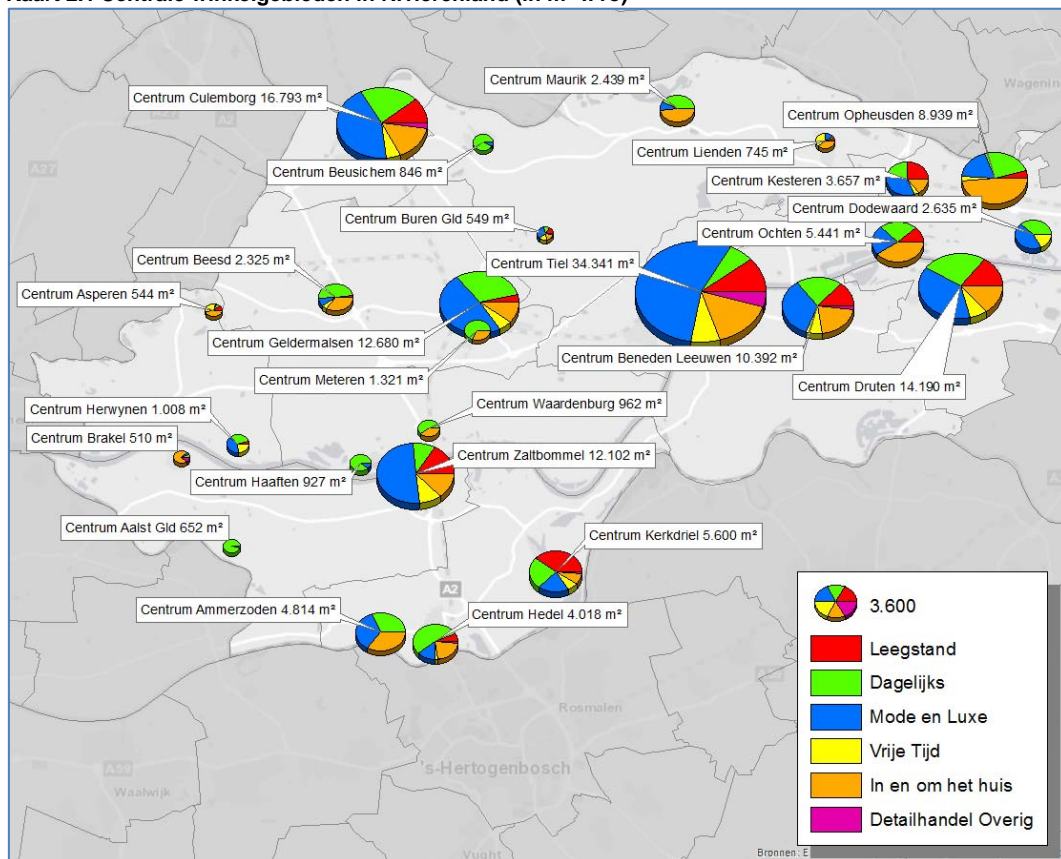 Centrum Maurik 2.439 m²
Centrum Culemborg 16.793 m²
Wagenin
Centrum Opheusden 8.939 m²
A27
A2
Centrum Lienden 745 m²
A27
Centrum Beusichem 846 m²
Centrum Kesteren 3.657 m²
Centrum Dodewaard 2.635 m²
Centrum Buren Gld 549 m²
Centrum Ochten 5.441 m²
Centrum Beesd 2.325 m²
Centrum Tiel 34.341 m²
Centrum Asperen 544 m²
Centrum Geldermalsen 12.680 m²
Centrum Beneden Leeuwen 10.392 m²
Centrum Meteren 1.321 m²
Centrum Druten 14.190 m²
Centrum Herwynen 1.008 m²
Centrum Waardenburg 962 m²
Centrum Brakel 510 m²
Centrum Zaltbommel 12.102 m²
Centrum Haaften 927 m²
Centrum Aalst Gld 652 m²
Centrum Kerkdriel 5.600 m²
A2
Centrum Ammerzoden 4.814 m²
Centrum Hedel 4.018 m²
3.600
Leegstand
Dagelijks
Mode en Luxe
Vrije Tijd
In en om het huis
Detailhandel Overig
Rosmalen
's-Hertogenbosch
A59
Waalwijk
Vught
Bronnen: E